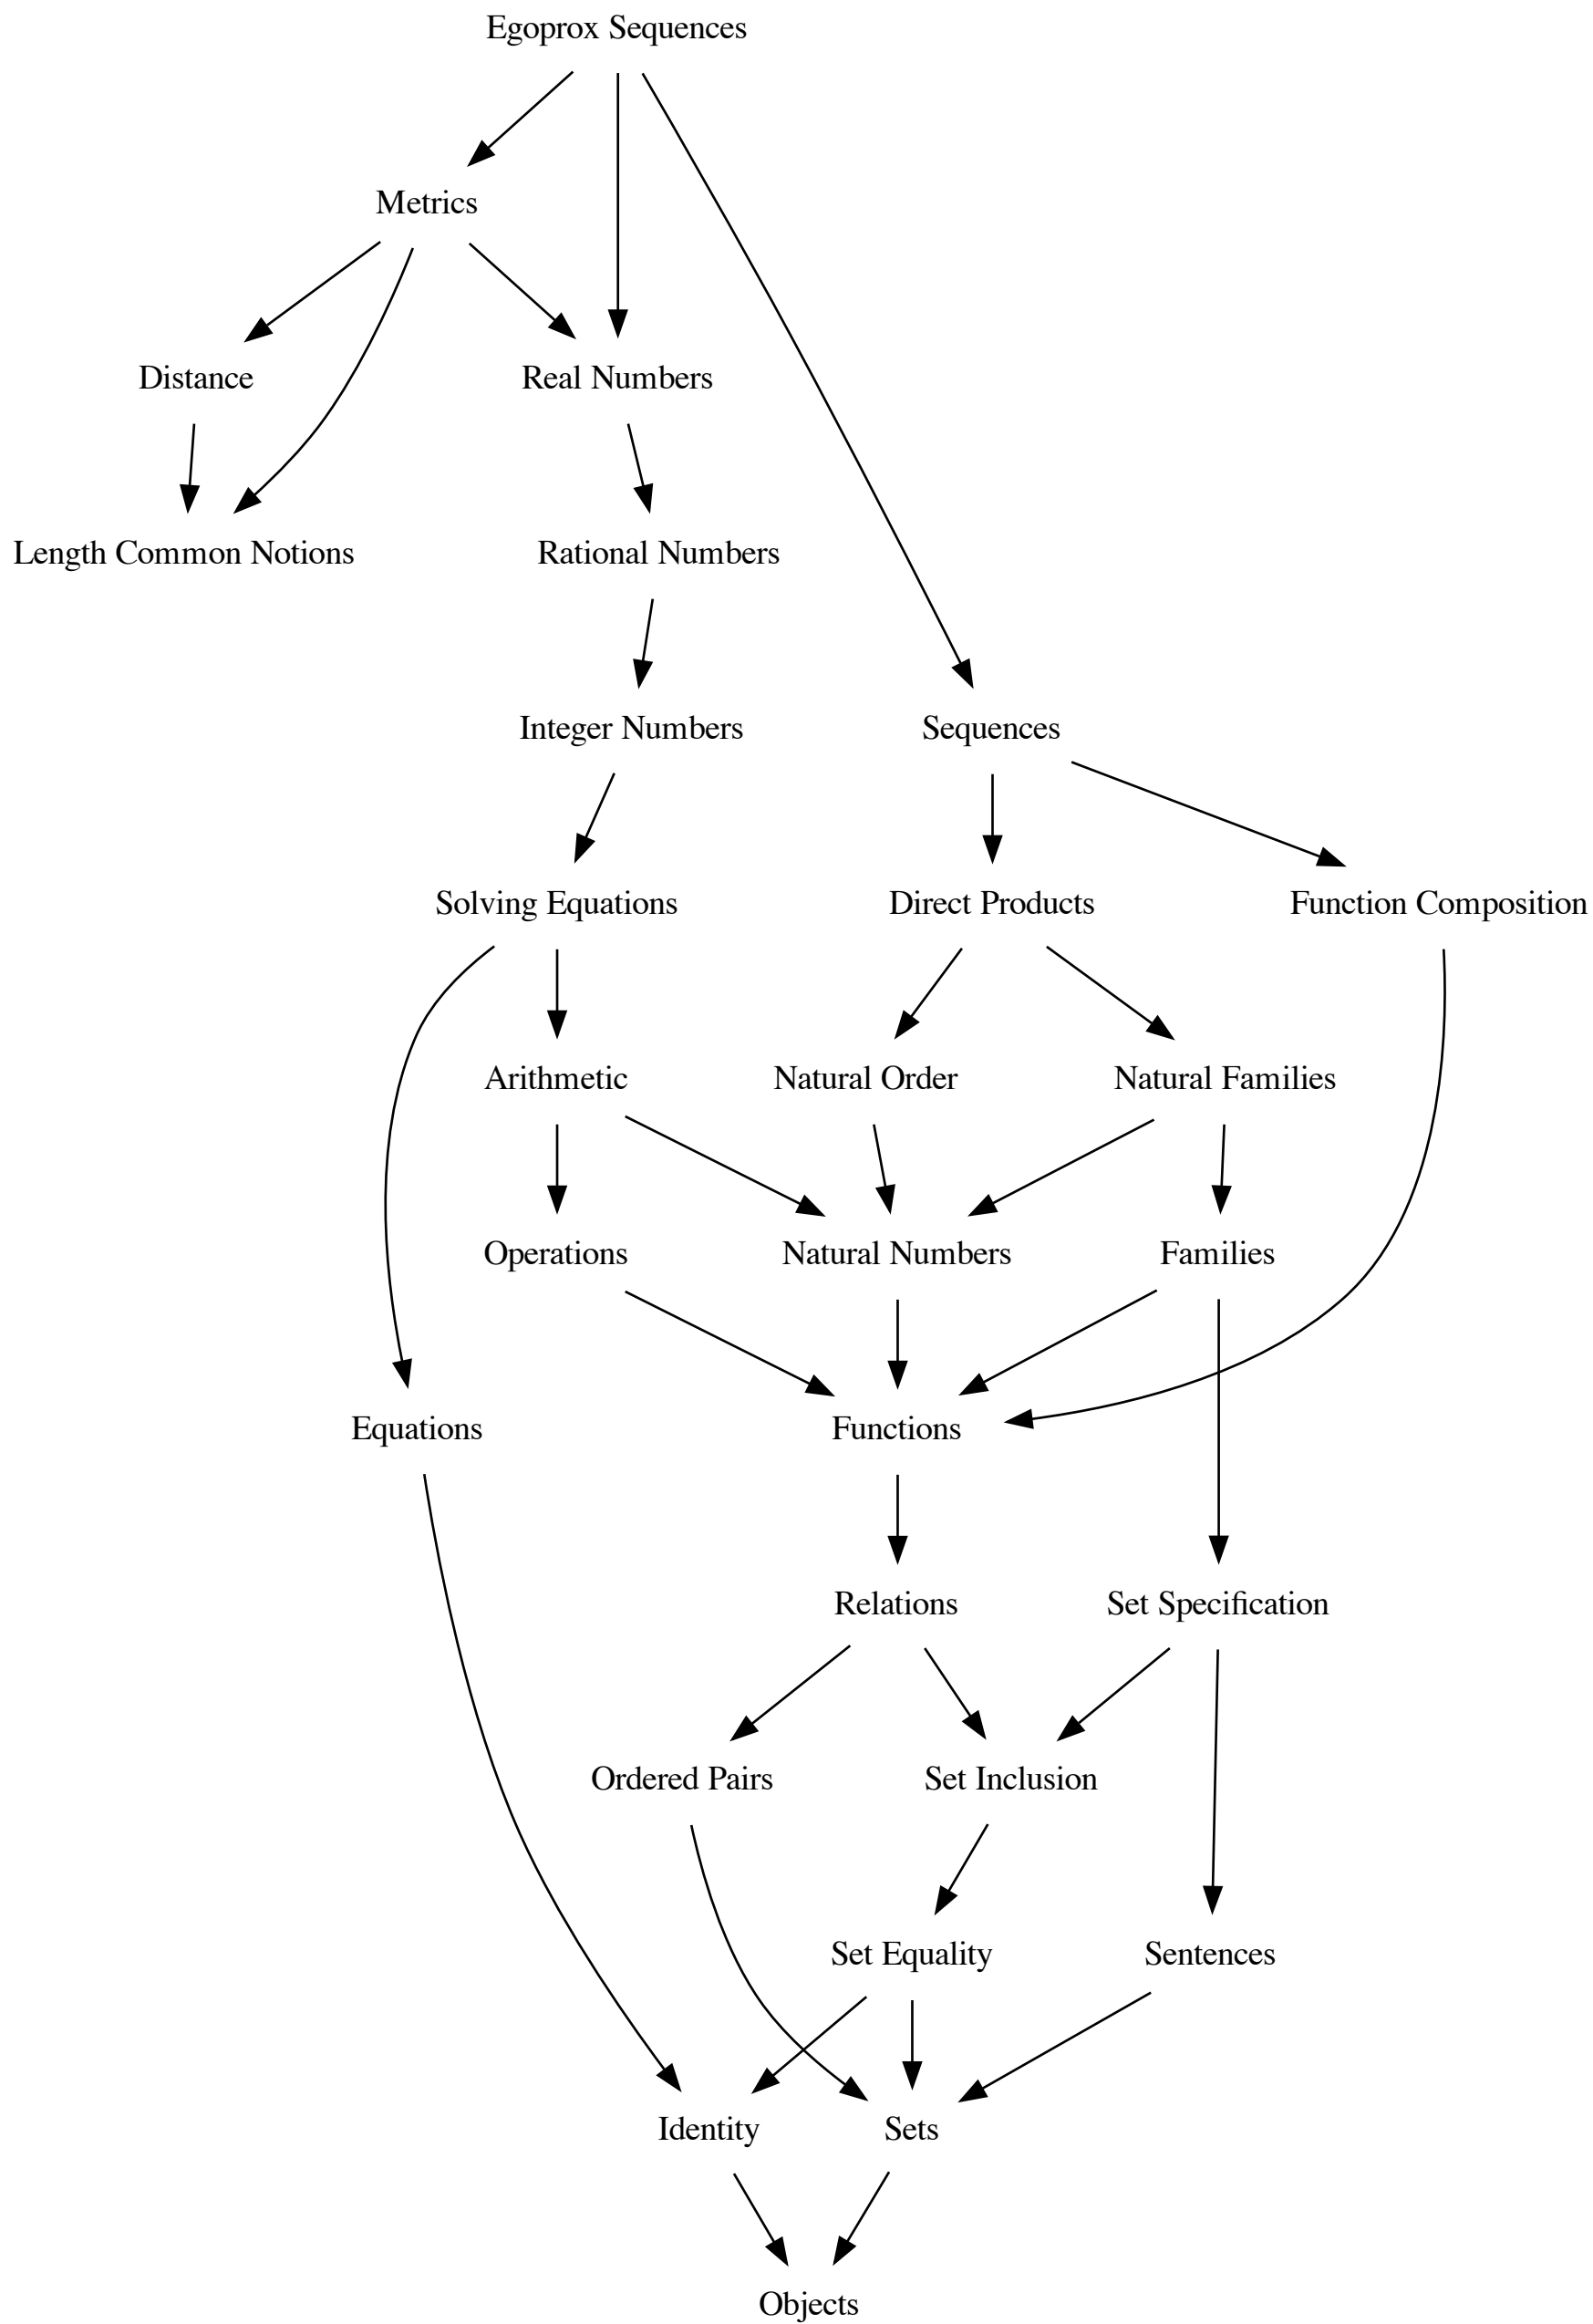 Egoprox Sequences
Metrics
Distance
Real Numbers
Length Common Notions
Rational Numbers
Integer Numbers
Sequences
Solving Equations
Direct Products
Function Composition
Arithmetic
Natural Order
Natural Families
Operations
Natural Numbers
Families
Equations
Functions
Relations
Set Specification
Ordered Pairs
Set Inclusion
Set Equality
Sentences
Identity
Sets
Objects